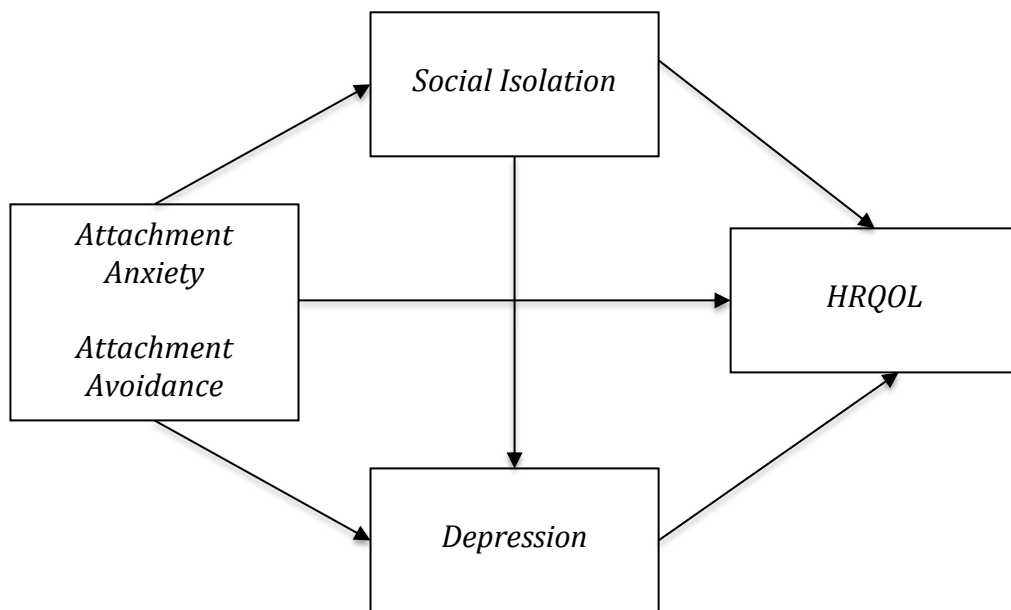 Social Isolation
Attachment
Anxiety
Attachment
Avoidance
HRQOL
Depression